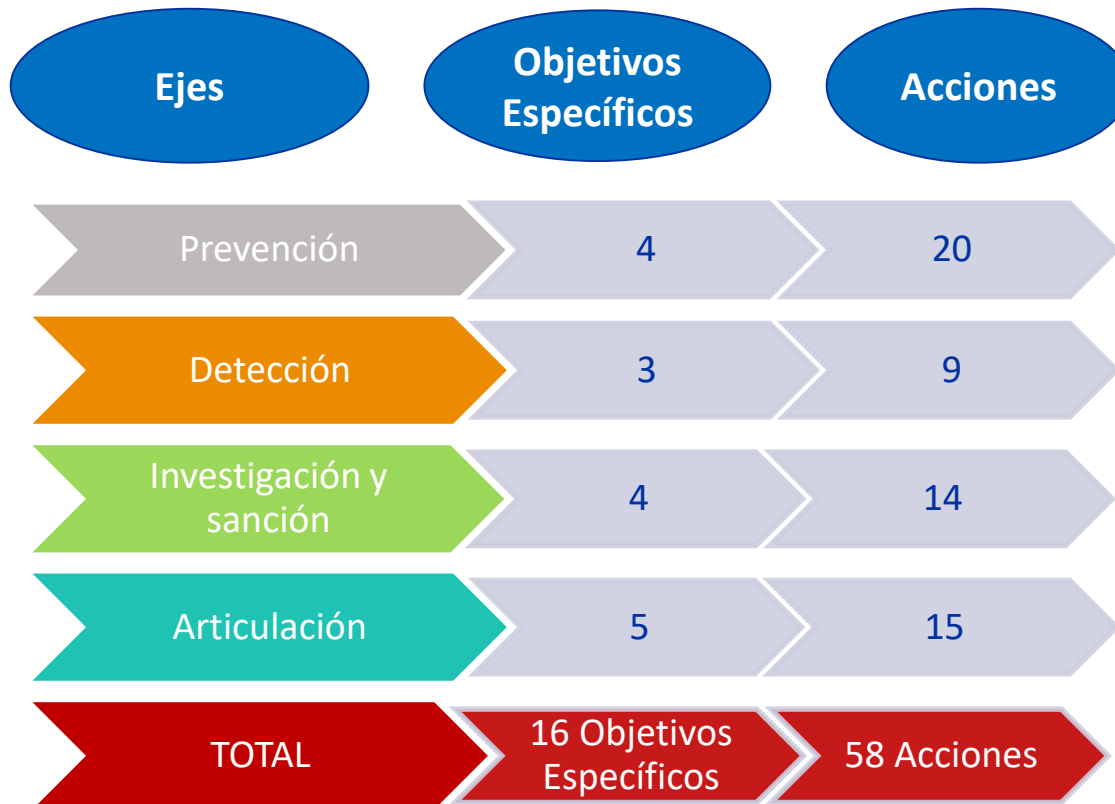 Ejes
Objetivos
Específicos
Acciones
Prevención
4
20
Detección
3
9
Investigación y
sanción
4
14
Articulación
5
15
TOTAL
16 Objetivos
Específicos
58 Acciones